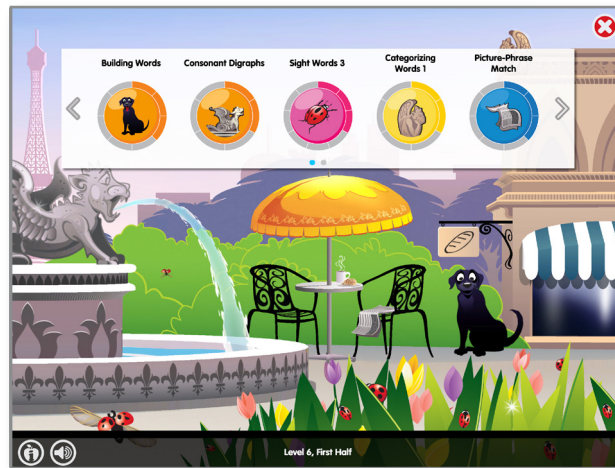 Building Words
Consonant Digraphs
Sight Words 3
Categorizing
Words 1
Picture-Phrase
Match
Level 6, First Half